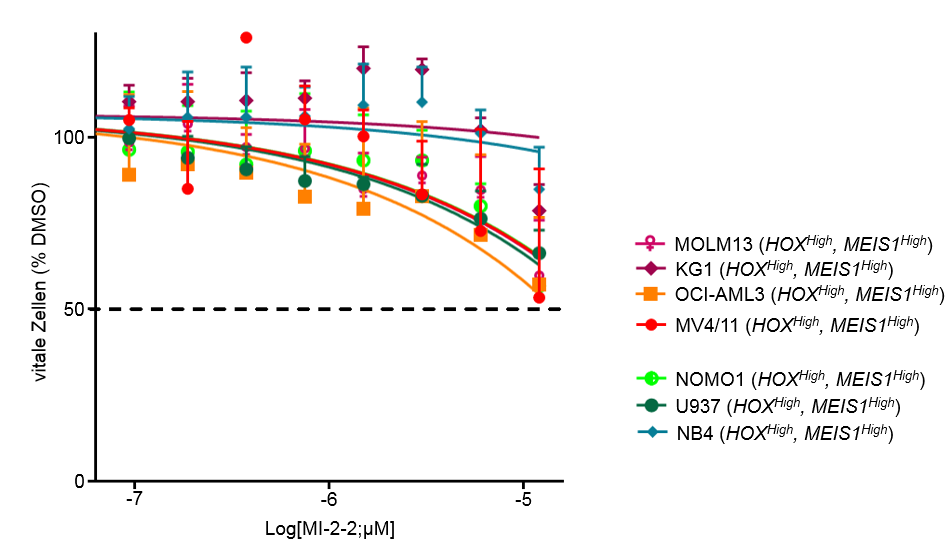 vitale Zellen (% DMSO)
100
50
0
-7
-6
-5
Log[MI-2-2;µM]
MOLM13 (HOXHigh, MEIS1High)
KG1 (HOXHigh, MEIS1High)
OCI-AML3 (HOXHigh, MEIS1High)
MV4/11 (HOXHigh, MEIS1High)
NOMO1 (HOXHigh, MEIS1High)
U937 (HOXHigh, MEIS1High)
NB4 (HOXHigh, MEIS1High)